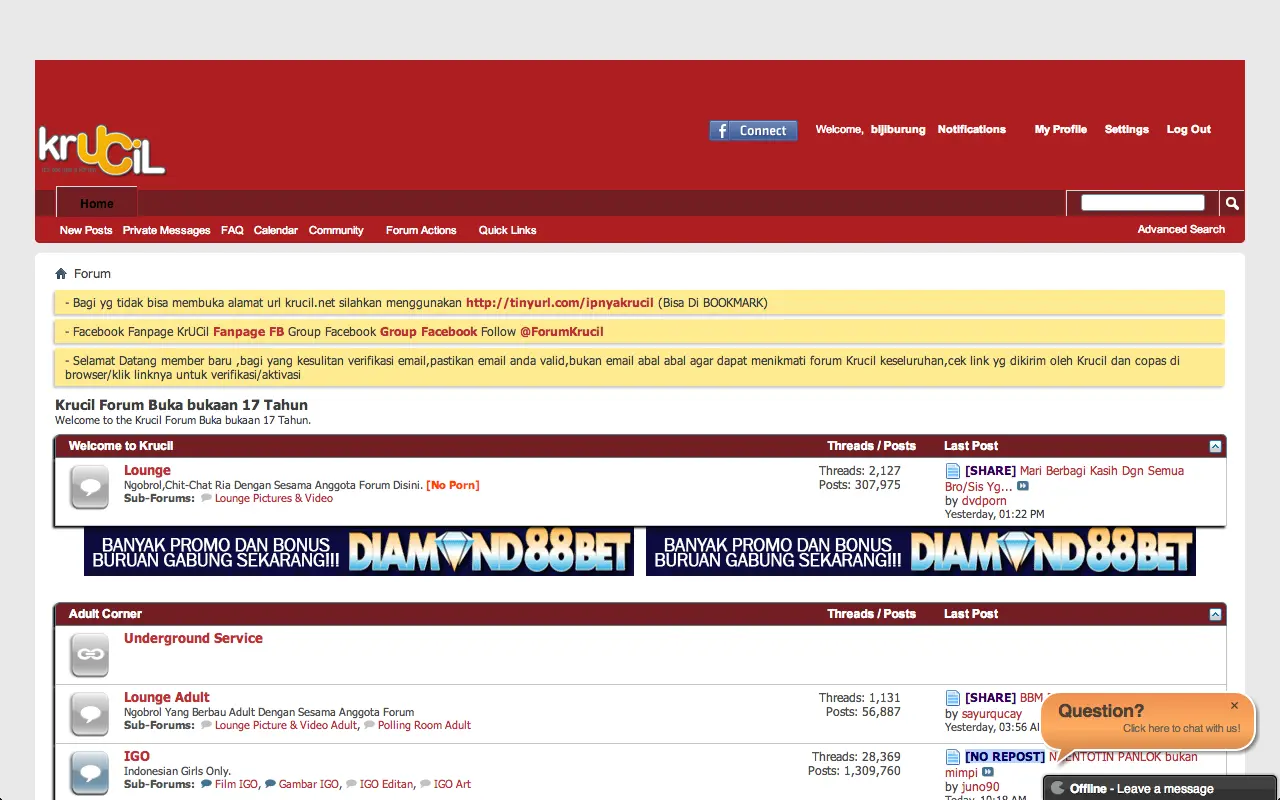 krUCiL
f Connect
Welcome, bijiburung Notifications My Profile Settings Log Out
Home
New Posts Private Messages FAQ Calendar Community Forum Actions Quick Links
Advanced Search
Forum
- Bagi yg tidak bisa membuka alamat url krucil.net silahkan menggunakan http://tinyurl.com/ipnyakrucil (Bisa Di BOOKMARK)
- Facebook Fanpage KrUCil Fanpage FB Group Facebook Group Facebook Follow @ForumKrucil
- Selamat Datang member baru ,bagi yang kesulitan verifikasi email,pastikan email anda valid,bukan email abal abal agar dapat menikmati forum Krucil keseluruhan,cek link yg dikirim oleh Krucil dan copas di
browser/klik linknya untuk verifikasi/aktivasi
Krucil Forum Buka bukaan 17 Tahun
Welcome to the Krucil Forum Buka bukaan 17 Tahun.
Welcome to Krucil Threads / Posts Last Post
Lounge
Ngobrol,Chit-Chat Ria Dengan Sesama Anggota Forum Disini. [No Porn]
Sub-Forums: Lounge Pictures & Video
Threads: 2,127
Posts: 307,975
[SHARE] Mari Berbagi Kasih Dgn Semua
Bro/Sis Yg...
by dvdporn
Yesterday, 01:22 PM
BANYAK PROMO DAN BONUS
BURUAN GABUNG SEKARANG!!!
DIAMOND88BET
BANYAK PROMO DAN BONUS
BURUAN GABUNG SEKARANG!!!
DIAMOND88BET
Adult Corner Threads / Posts Last Post
Underground Service
Lounge Adult
Ngobrol Yang Berbau Adult Dengan Sesama Anggota Forum
Sub-Forums: Lounge Picture & Video Adult, Polling Room Adult
Threads: 1,131
Posts: 56,887
[SHARE] BBM
by sayurqucay
Yesterday, 03:56 A
IGO
Indonesian Girls Only.
Sub-Forums: Film IGO, Gambar IGO, IGO Editan, IGO Art
Threads: 28,369
Posts: 1,309,760
[NO REPOST] PANLOK bukan
mimpi
by juno90
Today, 10:18 AM
Question?
Click here to chat with us!
Offline - Leave a message